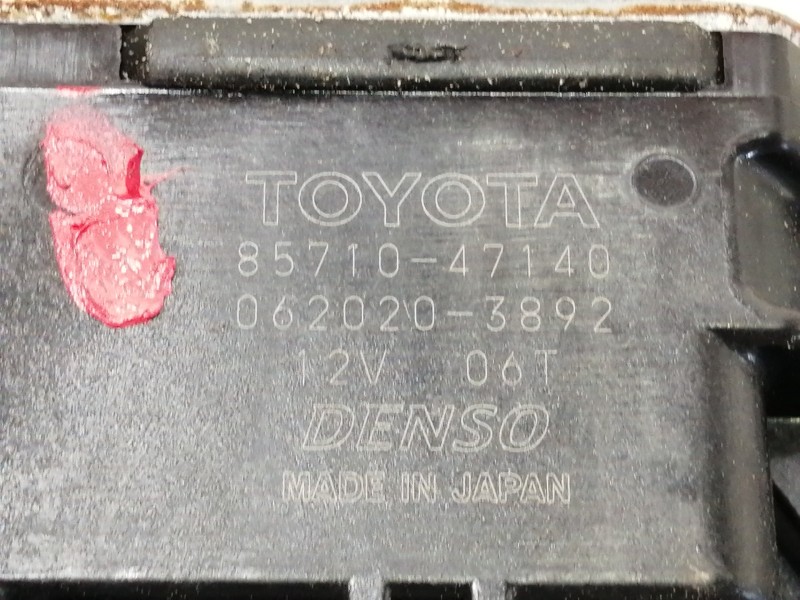 TOYOTA
85710-47140
062020-3892
12V 06T
DENSO
MADE IN JAPAN